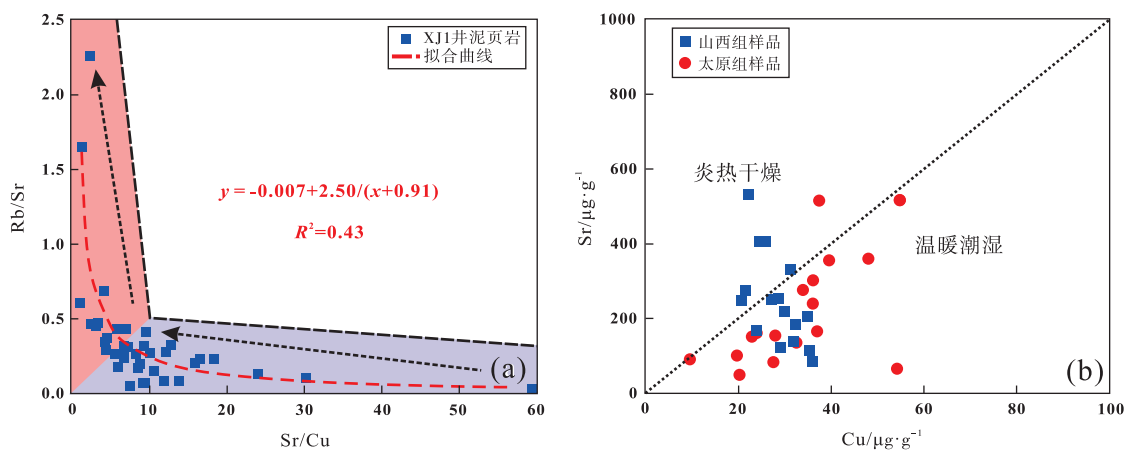 2.5
2.0
1.5
1.0
0.5
0.0
Rb/Sr
XJ1井泥页岩
拟合曲线
y = -0.007+2.50/(x+0.91)
R²=0.43
(a)
0 10 20 30 40 50 60
Sr/Cu
1000
800
600
400
200
0
Sr/μg·g⁻¹
山西组样品
太原组样品
炎热干燥
温暖潮湿
(b)
0 20 40 60 80 100
Cu/μg·g⁻¹